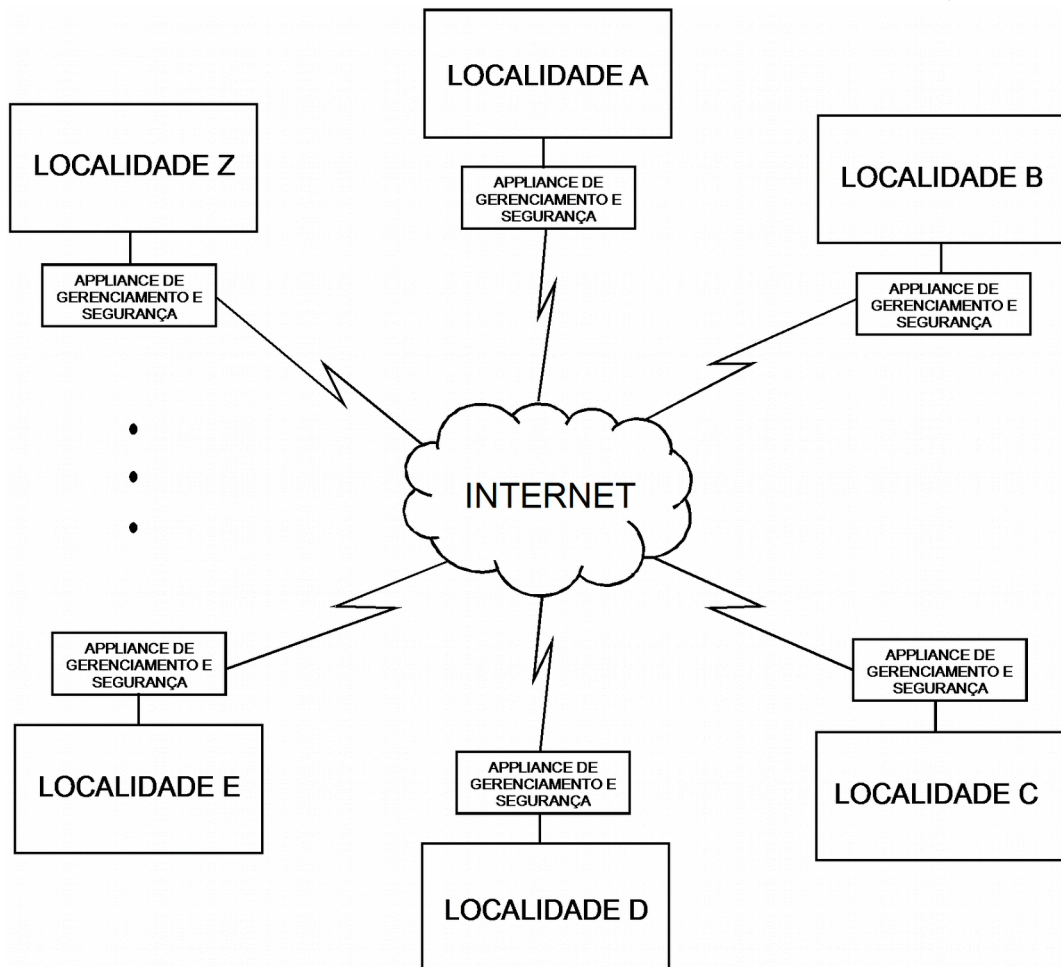 LOCALIDADE A
APPLIANCE DE
GERENCIAMENTO E
SEGURANÇA
LOCALIDADE Z
APPLIANCE DE
GERENCIAMENTO E
SEGURANÇA
LOCALIDADE B
APPLIANCE DE
GERENCIAMENTO E
SEGURANÇA
INTERNET
APPLIANCE DE
GERENCIAMENTO E
SEGURANÇA
LOCALIDADE E
APPLIANCE DE
GERENCIAMENTO E
SEGURANÇA
LOCALIDADE D
APPLIANCE DE
GERENCIAMENTO E
SEGURANÇA
LOCALIDADE C